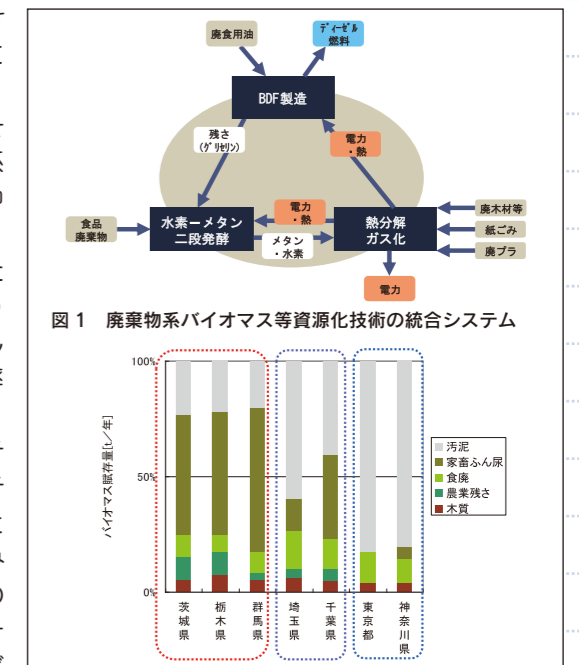 廃食用油
ディーゼル
燃料
BDF製造
残さ
(グリセリン)
電力
・熱
食品
廃棄物
水素ーメタン
二段発酵
電力
・熱
メタン
・水素
熱分解
ガス化
廃木材等
紙ごみ
廃プラ
電力
図1 廃棄物系バイオマス等資源化技術の統合システム
100%
50%
0%
バイオマス賦存量[t/年]
汚泥
家畜ふん尿
食廃
農業残さ
木質
茨城県
栃木県
群馬県
埼玉県
千葉県
東京都
神奈川県